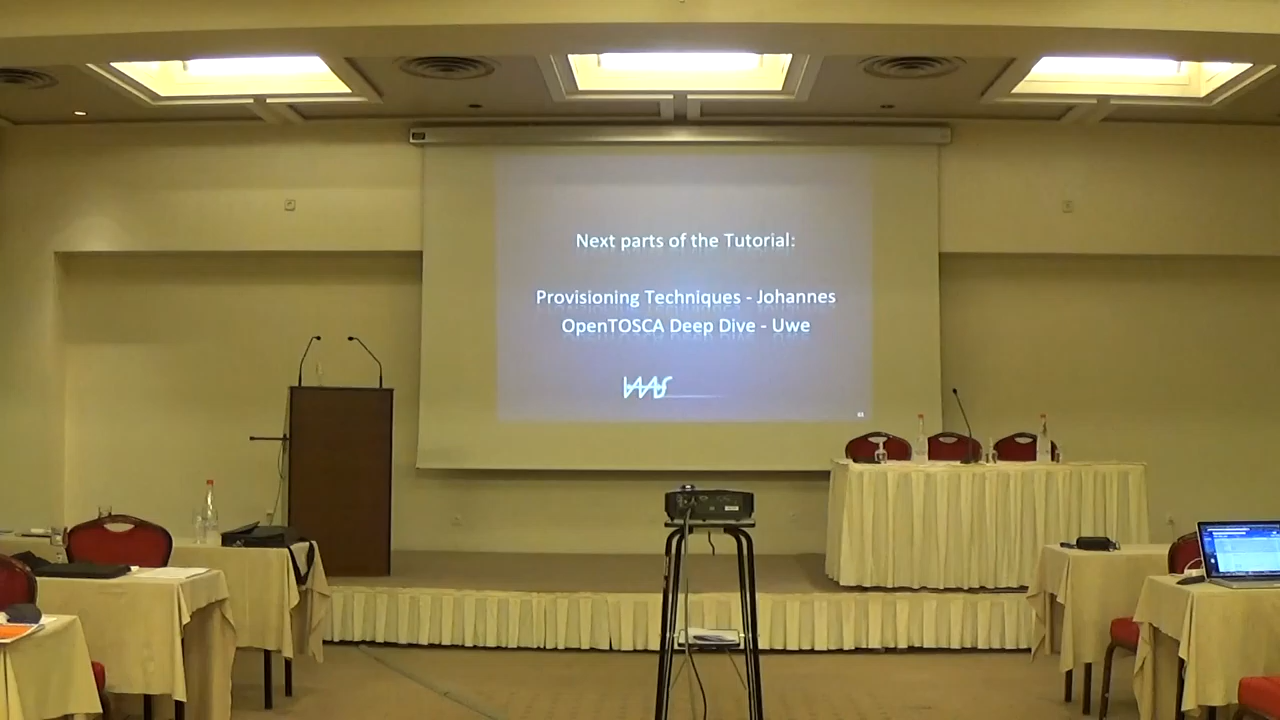 Next parts of the Tutorial:
Provisioning Techniques - Johannes
OpenTOSCA Deep Dive - Uwe
IAAS